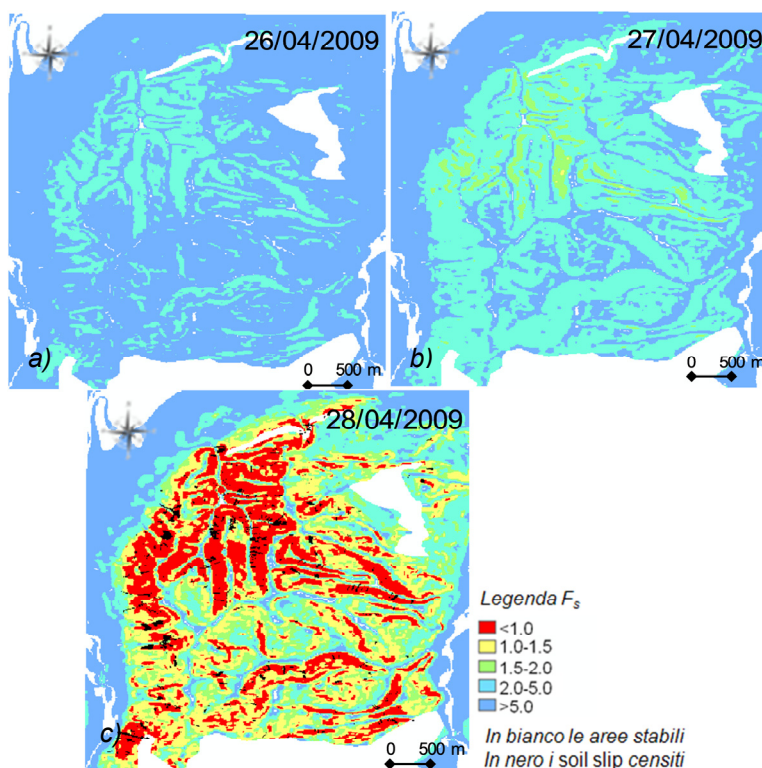 26/04/2009
27/04/2009
a)
0 500 m
b)
0 500 m
28/04/2009
Legenda Fs
<1.0
1.0-1.5
1.5-2.0
2.0-5.0
>5.0
c)
0 500 m
In bianco le aree stabili
In nero i soil slip censiti